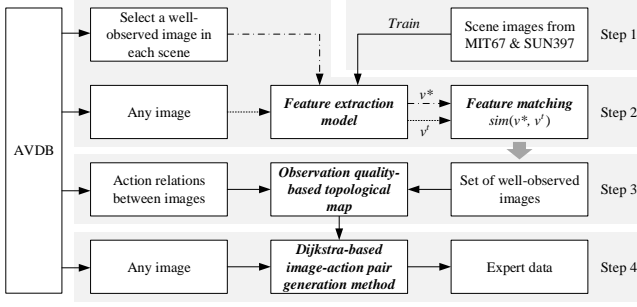 Select a well-
observed image in
each scene
Train
Scene images from
MIT67 & SUN397
Step 1
Any image
Feature extraction
model
v*
v^t
Feature matching
sim(v*, v^t)
Step 2
AVDB
Action relations
between images
Observation quality-
based topological
map
Set of well-observed
images
Step 3
Any image
Dijkstra-based
image-action pair
generation method
Expert data
Step 4